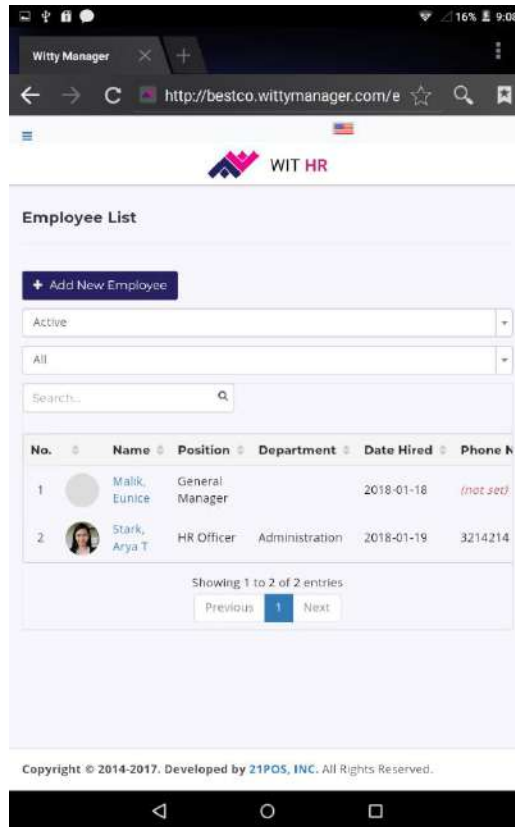 16% 9:08
Witty Manager
http://bestco.wittymanager.com/e
WIT HR
Employee List
+ Add New Employee
Active
All
Search..
No. Name Position Department Date Hired Phone N
1 Malik, Eunice General Manager 2018-01-18 (not set)
2 Stark, Arya T HR Officer Administration 2018-01-19 3214214
Showing 1 to 2 of 2 entries
Previous 1 Next
Copyright © 2014-2017. Developed by 21POS, INC. All Rights Reserved.